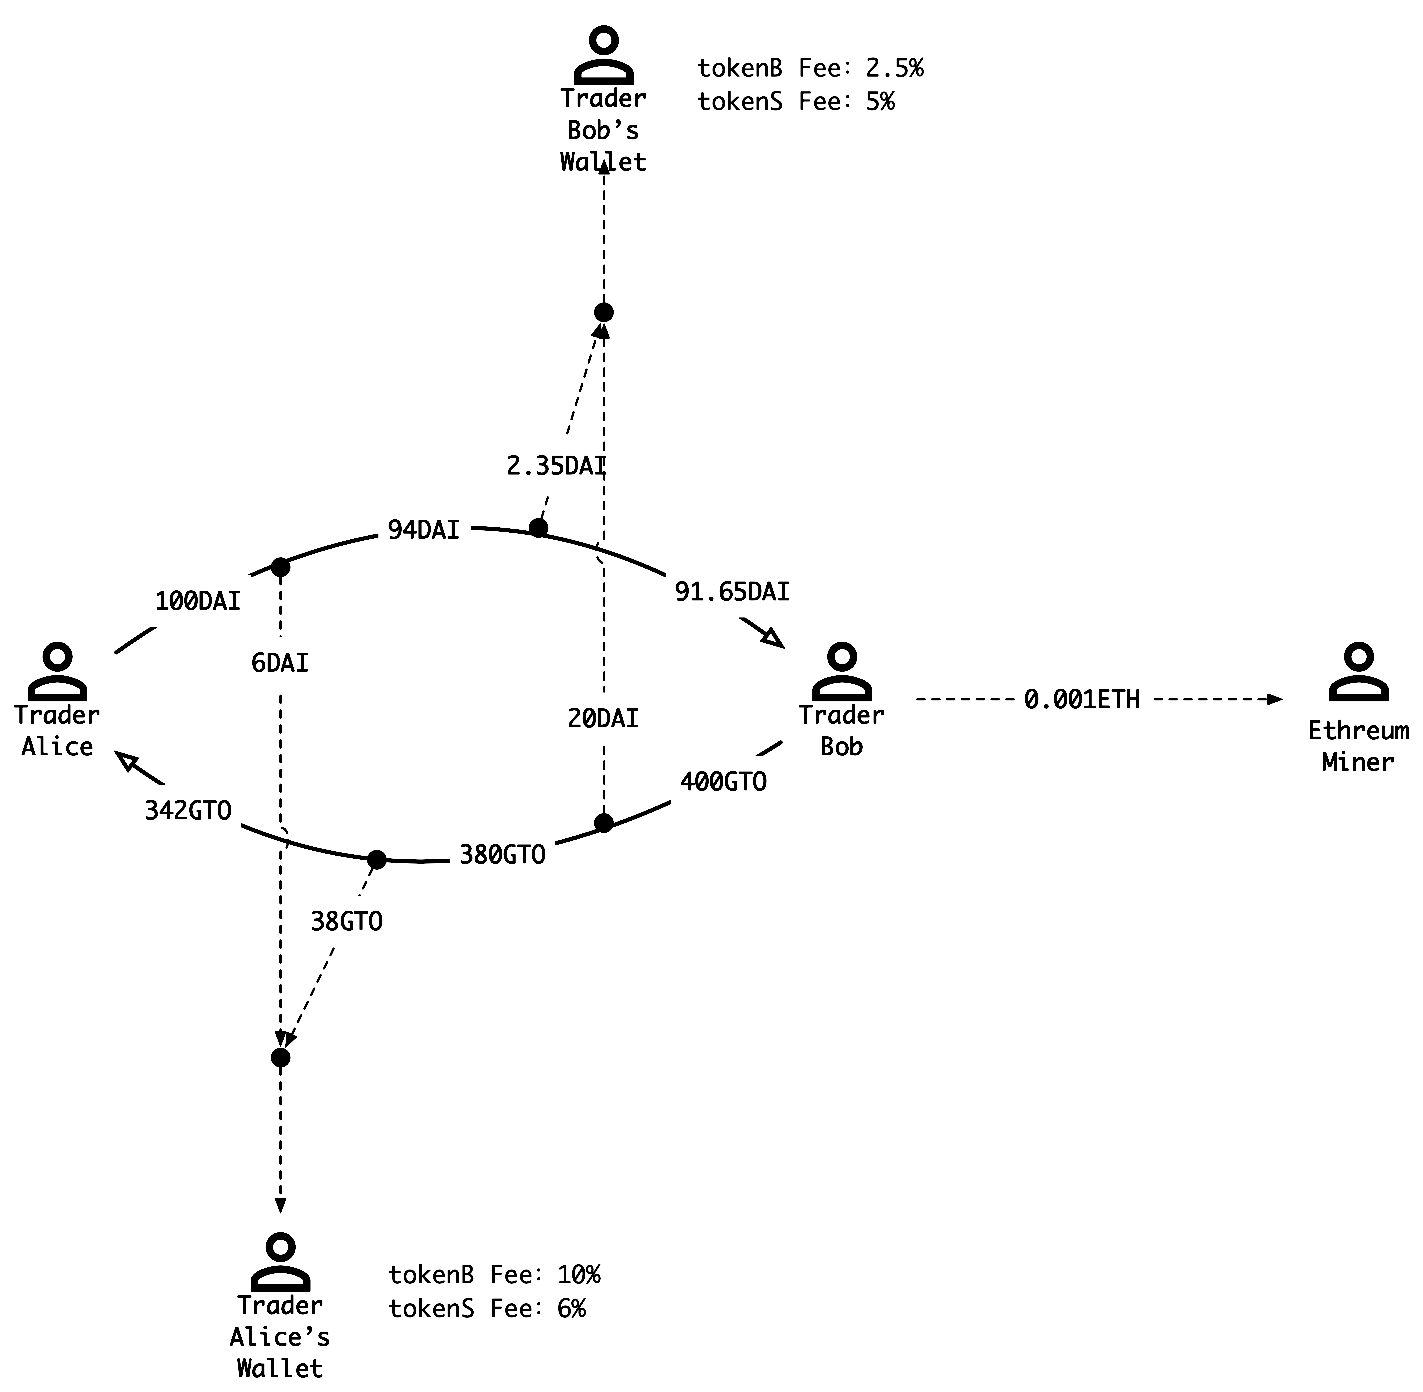 Trader
Bob’s
Wallet
tokenB Fee: 2.5%
tokenS Fee: 5%
2.35DAI
94DAI
100DAI
91.65DAI
6DAI
Trader
Alice
20DAI
Trader
Bob
0.001ETH
Ethreum
Miner
400GTO
342GTO
380GTO
38GTO
Trader
Alice’s
Wallet
tokenB Fee: 10%
tokenS Fee: 6%